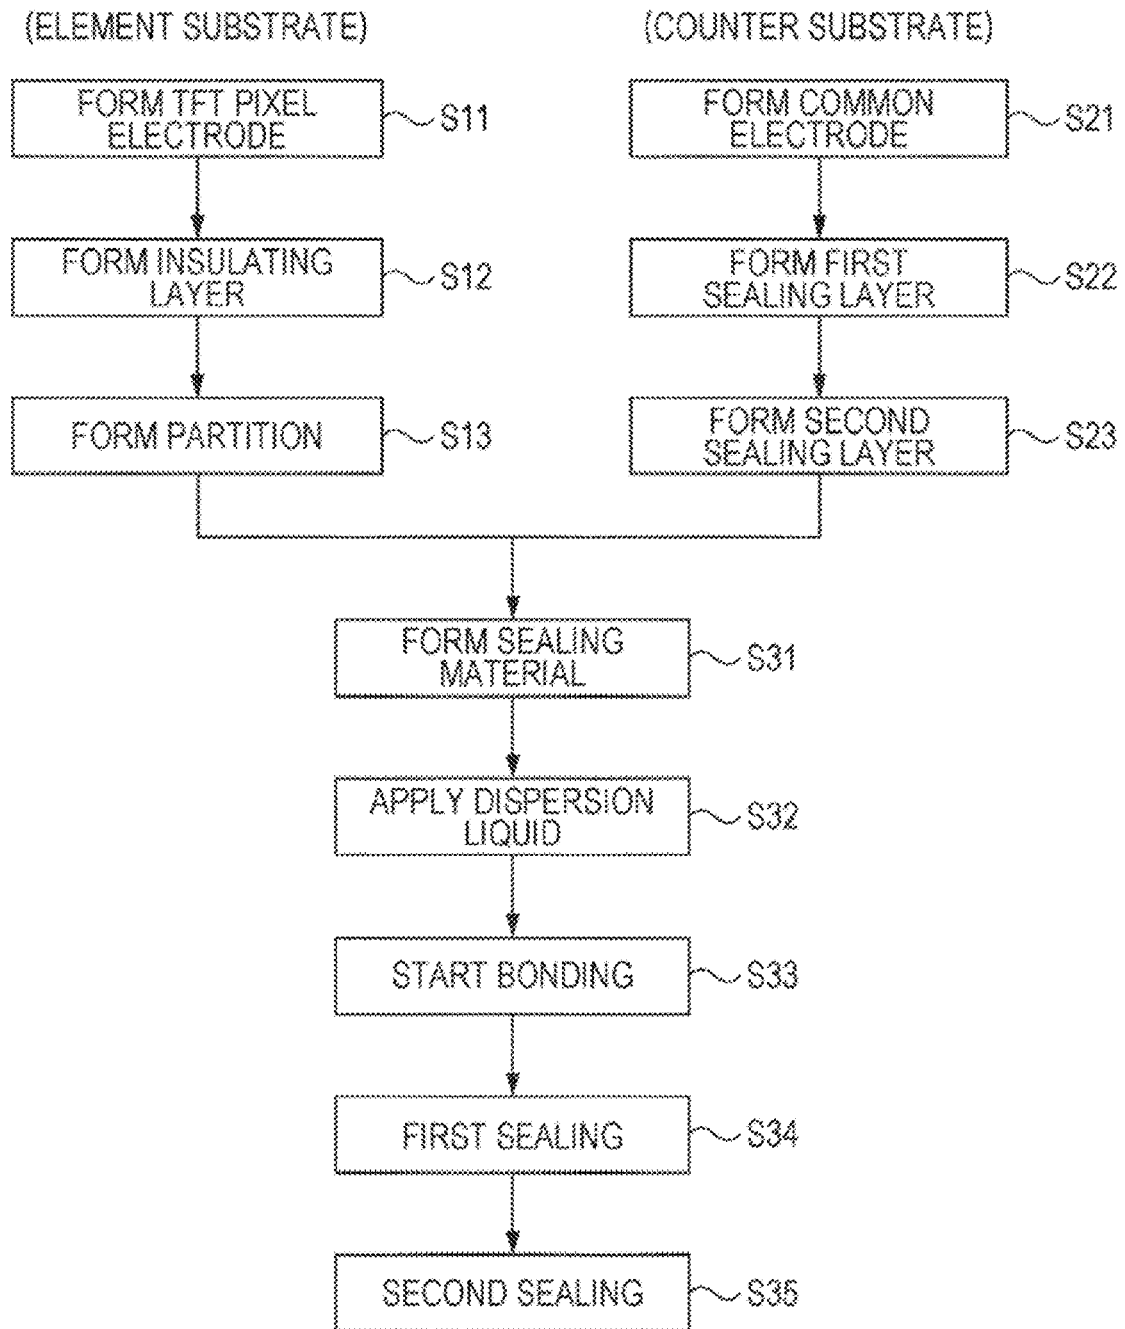 (ELEMENT SUBSTRATE)
FORM TFT PIXEL
ELECTRODE
S11
FORM INSULATING
LAYER
S12
FORM PARTITION
S13
(COUNTER SUBSTRATE)
FORM COMMON
ELECTRODE
S21
FORM FIRST
SEALING LAYER
S22
FORM SECOND
SEALING LAYER
S23
FORM SEALING
MATERIAL
S31
APPLY DISPERSION
LIQUID
S32
START BONDING
S33
FIRST SEALING
S34
SECOND SEALING
S35